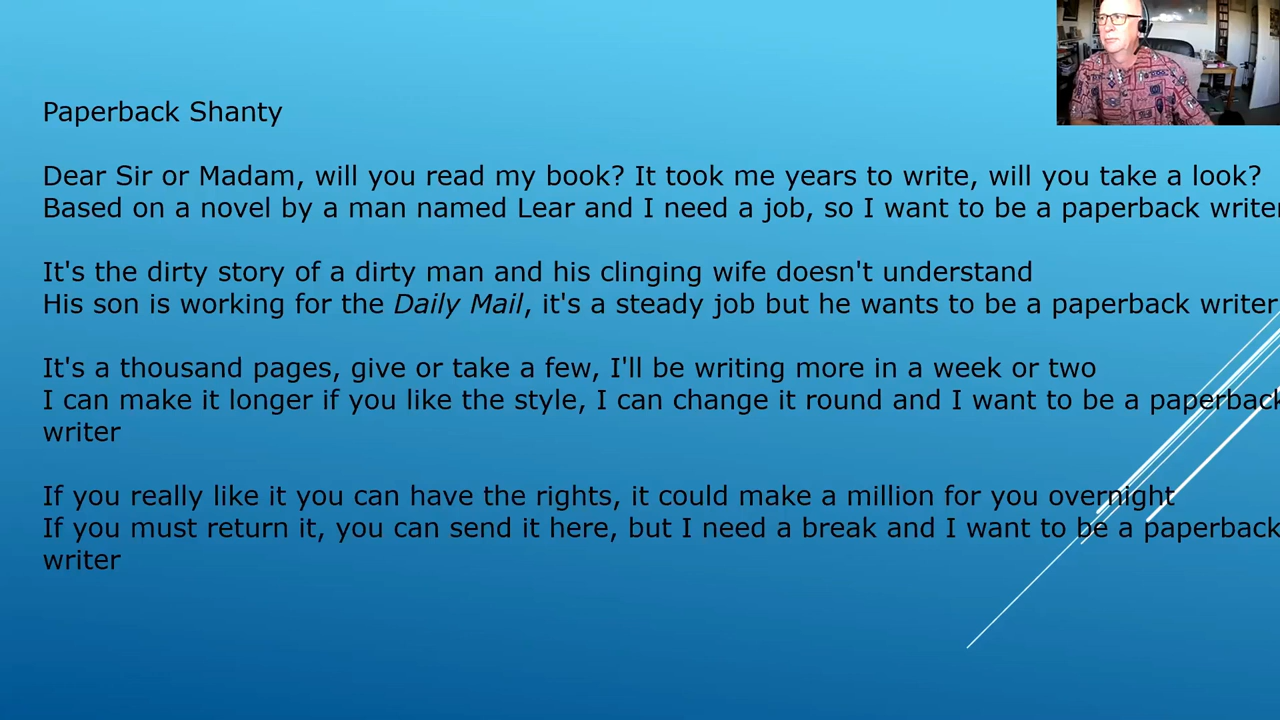 Paperback Shanty
Dear Sir or Madam, will you read my book? It took me years to write, will you take a look?
Based on a novel by a man named Lear and I need a job, so I want to be a paperback writer
It's the dirty story of a dirty man and his clinging wife doesn't understand
His son is working for the Daily Mail, it's a steady job but he wants to be a paperback writer
It's a thousand pages, give or take a few, I'll be writing more in a week or two
I can make it longer if you like the style, I can change it round and I want to be a paperback
writer
If you really like it you can have the rights, it could make a million for you overnight
If you must return it, you can send it here, but I need a break and I want to be a paperback
writer